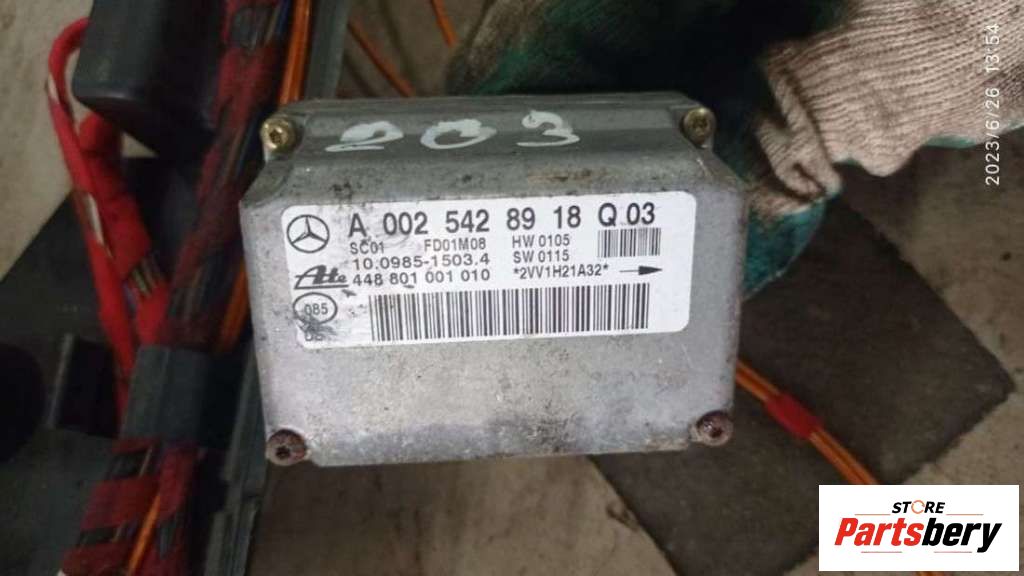 203
A 002 542 89 18 Q 03
SC01 FD01M08 HW 0105
10.0985-1503.4 SW 0115
Ate 448 801 001 010 *2VV1H21A32*
085
2023/6/26 13:54
STORE
Partsbery